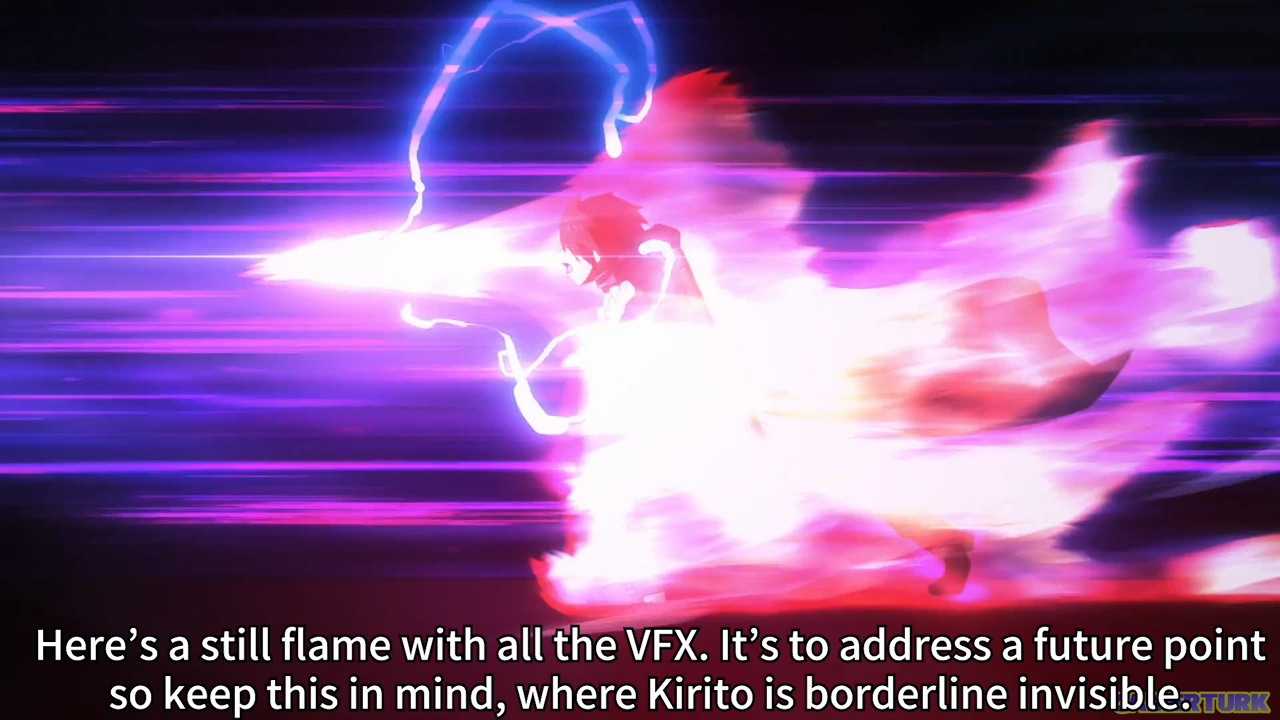 Here’s a still flame with all the VFX. It’s to address a future point
so keep this in mind, where Kirito is borderline invisible.